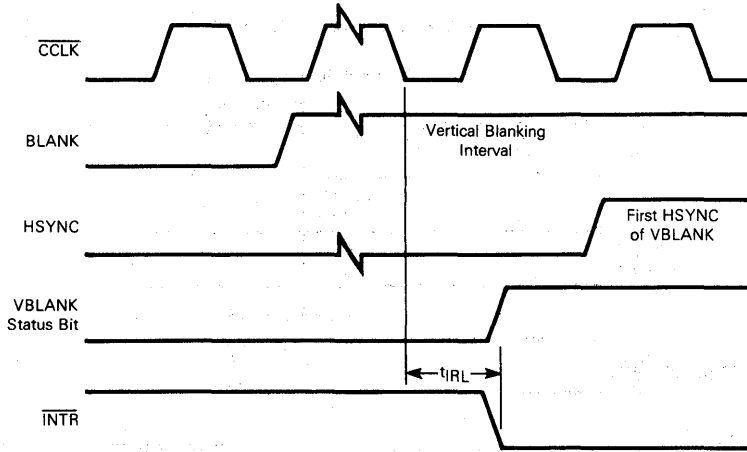 CCLK
BLANK
Vertical Blanking
Interval
HSYNC
First HSYNC
of VBLANK
VBLANK
Status Bit
tIRL
INTR